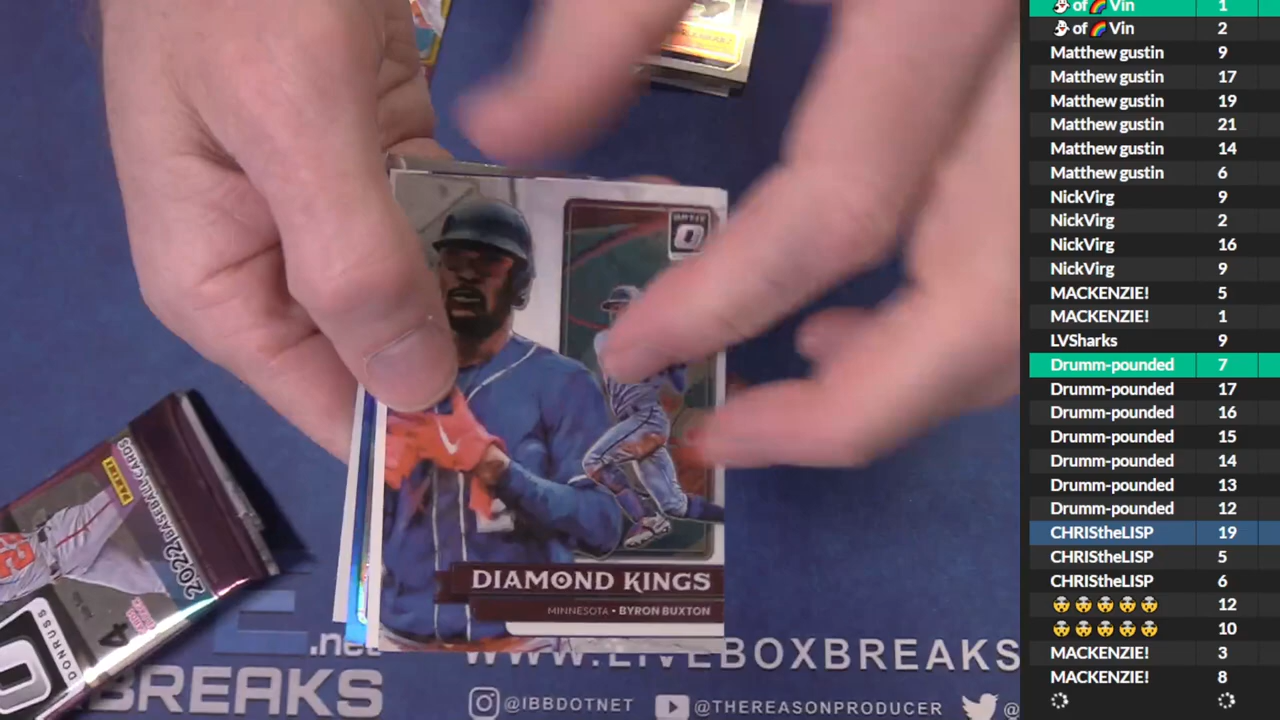 👻of🌈Vin 1
👻of🌈Vin 2
Matthew gustin 9
Matthew gustin 17
Matthew gustin 19
Matthew gustin 21
Matthew gustin 14
Matthew gustin 6
NickVirg 9
NickVirg 2
NickVirg 16
NickVirg 9
MACKENZIE! 5
MACKENZIE! 1
LVSharks 9
Drumm-pounded 7
Drumm-pounded 17
Drumm-pounded 16
Drumm-pounded 15
Drumm-pounded 14
Drumm-pounded 13
Drumm-pounded 12
CHRIStheLISP 19
CHRIStheLISP 5
CHRIStheLISP 6
🤯🤯🤯🤯🤯 12
🤯🤯🤯🤯🤯 10
MACKENZIE! 3
MACKENZIE! 8
OPTIC
DIAMOND KINGS
MINNESOTA • BYRON BUXTON
2022 BASEBALL CARDS
PANINI
DONRUSS
4
.net
BREAKS
WWW.LIVEBOXBREAKS
@IBBDOTNET
@THEREASONPRODUCER
@